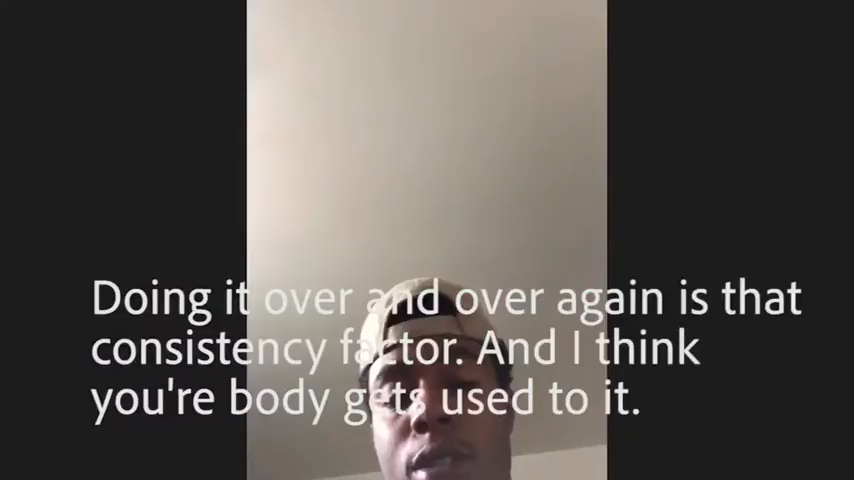 Doing it over and over again is that
consistency factor. And I think
you're body gets used to it.